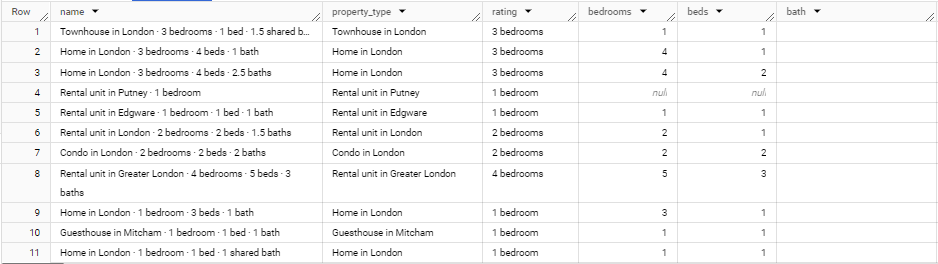 Row name property_type rating bedrooms beds bath
1 Townhouse in London · 3 bedrooms · 1 bed · 1.5 shared b... Townhouse in London 3 bedrooms 1 1
2 Home in London · 3 bedrooms · 4 beds · 1 bath Home in London 3 bedrooms 4 1
3 Home in London · 3 bedrooms · 4 beds · 2.5 baths Home in London 3 bedrooms 4 2
4 Rental unit in Putney · 1 bedroom Rental unit in Putney 1 bedroom null null
5 Rental unit in Edgware · 1 bedroom · 1 bed · 1 bath Rental unit in Edgware 1 bedroom 1 1
6 Rental unit in London · 2 bedrooms · 2 beds · 1.5 baths Rental unit in London 2 bedrooms 2 1
7 Condo in London · 2 bedrooms · 2 beds · 2 baths Condo in London 2 bedrooms 2 2
8 Rental unit in Greater London · 4 bedrooms · 5 beds · 3 Rental unit in Greater London 4 bedrooms 5 3
baths
9 Home in London · 1 bedroom · 3 beds · 1 bath Home in London 1 bedroom 3 1
10 Guesthouse in Mitcham · 1 bedroom · 1 bed · 1 bath Guesthouse in Mitcham 1 bedroom 1 1
11 Home in London · 1 bedroom · 1 bed · 1 shared bath Home in London 1 bedroom 1 1